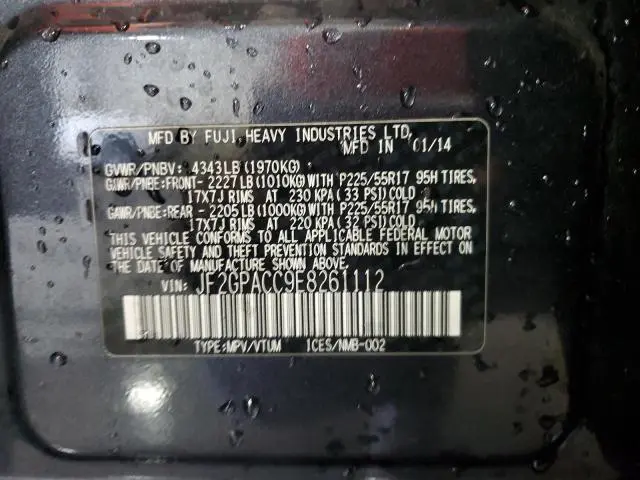 MFD BY FUJI HEAVY INDUSTRIES LTD.
MFD IN 01/14
GVWR/PNBV: 4343LB (1970KG)
GAWR/PNBE:FRONT- 2227LB (1010KG) WITH P225/55R17 95H TIRES,
17X7J RIMS AT 230 KPA (33 PSI) COLD
GAWR/PNBE:REAR - 2205LB (1000KG) WITH P225/55R17 95H TIRES,
17X7J RIMS AT 220 KPA (32 PSI) COLD.
THIS VEHICLE CONFORMS TO ALL APPLICABLE FEDERAL MOTOR
VEHICLE SAFETY AND THEFT PREVENTION STANDARDS IN EFFECT
ON THE DATE OF MANUFACTURE SHOWN ABOVE.
VIN: JF2GPACC9E8261112
TYPE:MPV/VTUM ICES/NMB-002